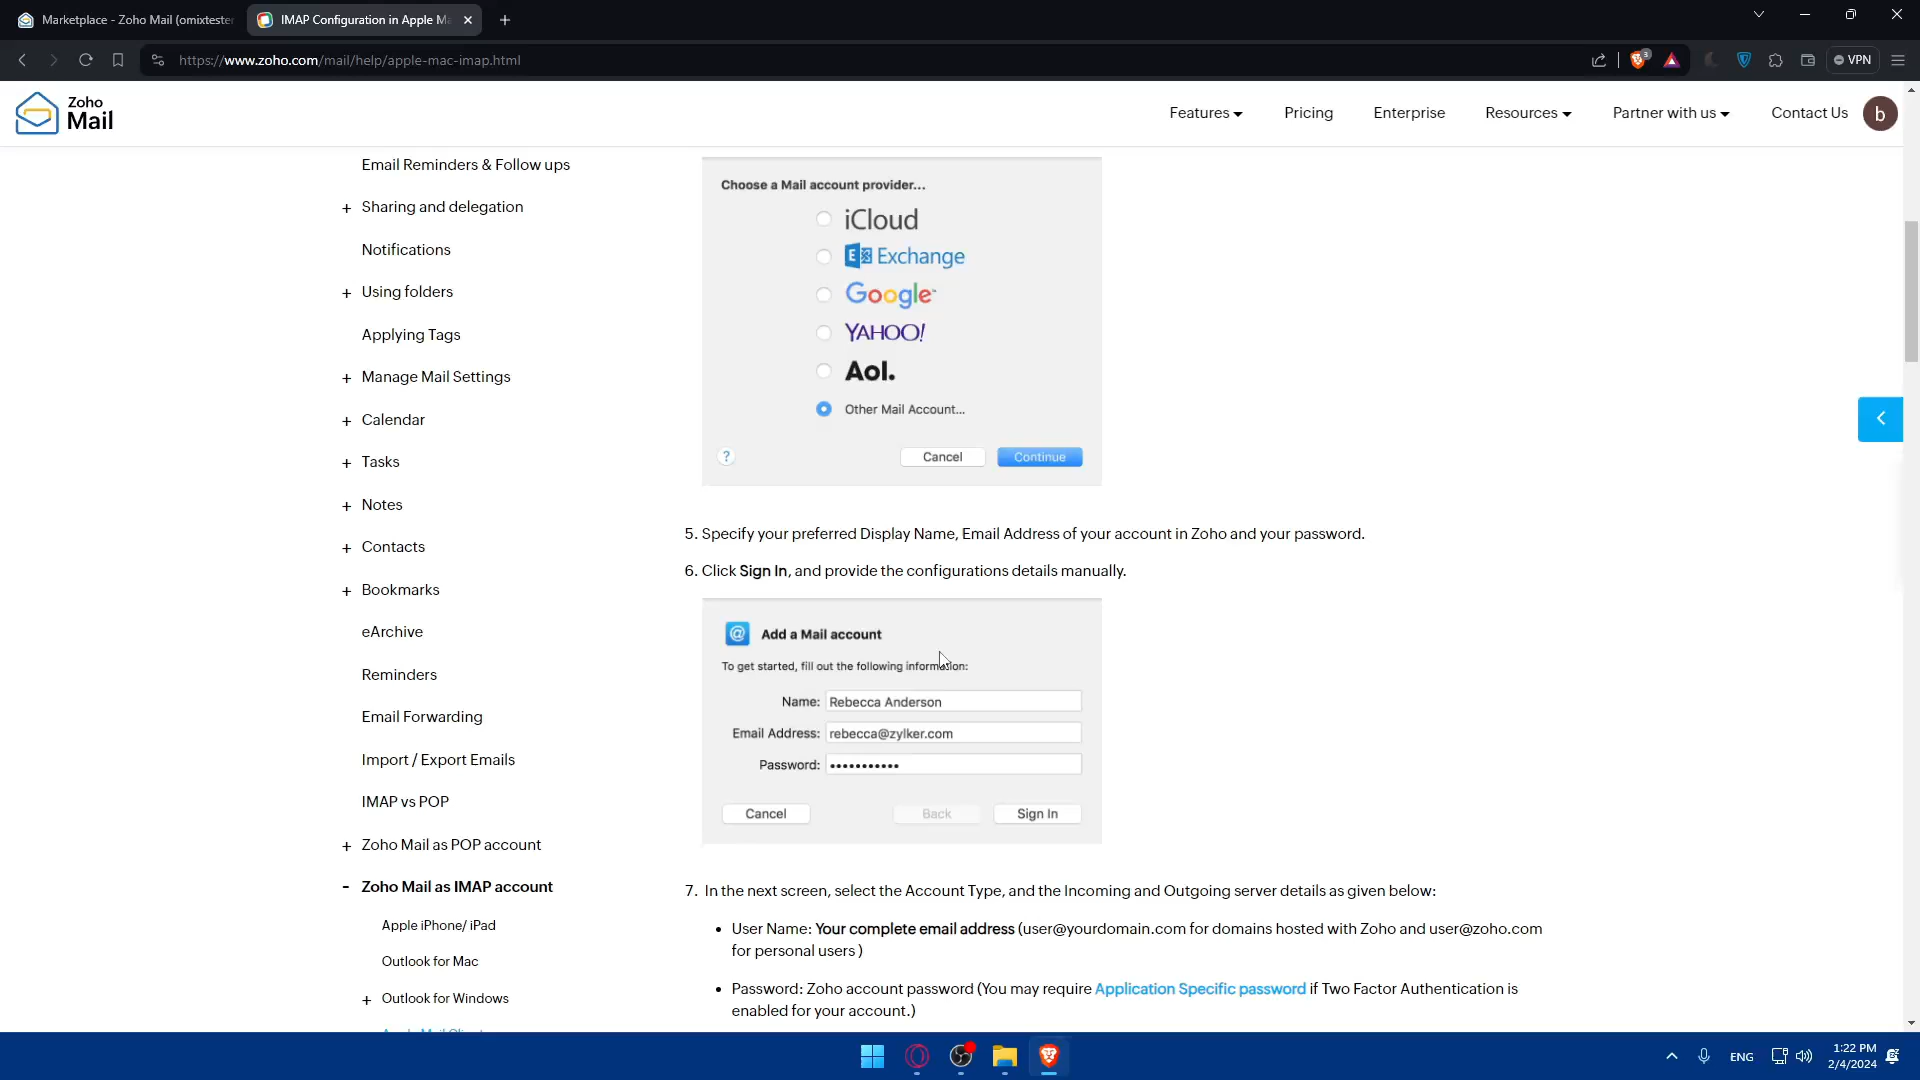 Marketplace - Zoho Mail (omixtester
IMAP Configuration in Apple Ma
https://www.zoho.com/mail/help/apple-mac-imap.html
3
VPN
Zoho
Mail
Features
Pricing
Enterprise
Resources
Partner with us
Contact Us
b
Email Reminders & Follow ups
+ Sharing and delegation
Notifications
+ Using folders
Applying Tags
+ Manage Mail Settings
+ Calendar
+ Tasks
+ Notes
+ Contacts
+ Bookmarks
eArchive
Reminders
Email Forwarding
Import / Export Emails
IMAP vs POP
+ Zoho Mail as POP account
- Zoho Mail as IMAP account
Apple iPhone/ iPad
Outlook for Mac
+ Outlook for Windows
Apple Mail Client
Choose a Mail account provider...
iCloud
E Exchange
Google™
YAHOO!
Aol.
Other Mail Account...
? Cancel Continue
5. Specify your preferred Display Name, Email Address of your account in Zoho and your password.
6. Click Sign In, and provide the configurations details manually.
@ Add a Mail account
To get started, fill out the following information:
Name: Rebecca Anderson
Email Address: rebecca@zylker.com
Password: •••••••••••
Cancel Back Sign In
7. In the next screen, select the Account Type, and the Incoming and Outgoing server details as given below:
• User Name: Your complete email address (user@yourdomain.com for domains hosted with Zoho and user@zoho.com
for personal users )
• Password: Zoho account password (You may require Application Specific password if Two Factor Authentication is
enabled for your account.)
ENG
1:22 PM
2/4/2024